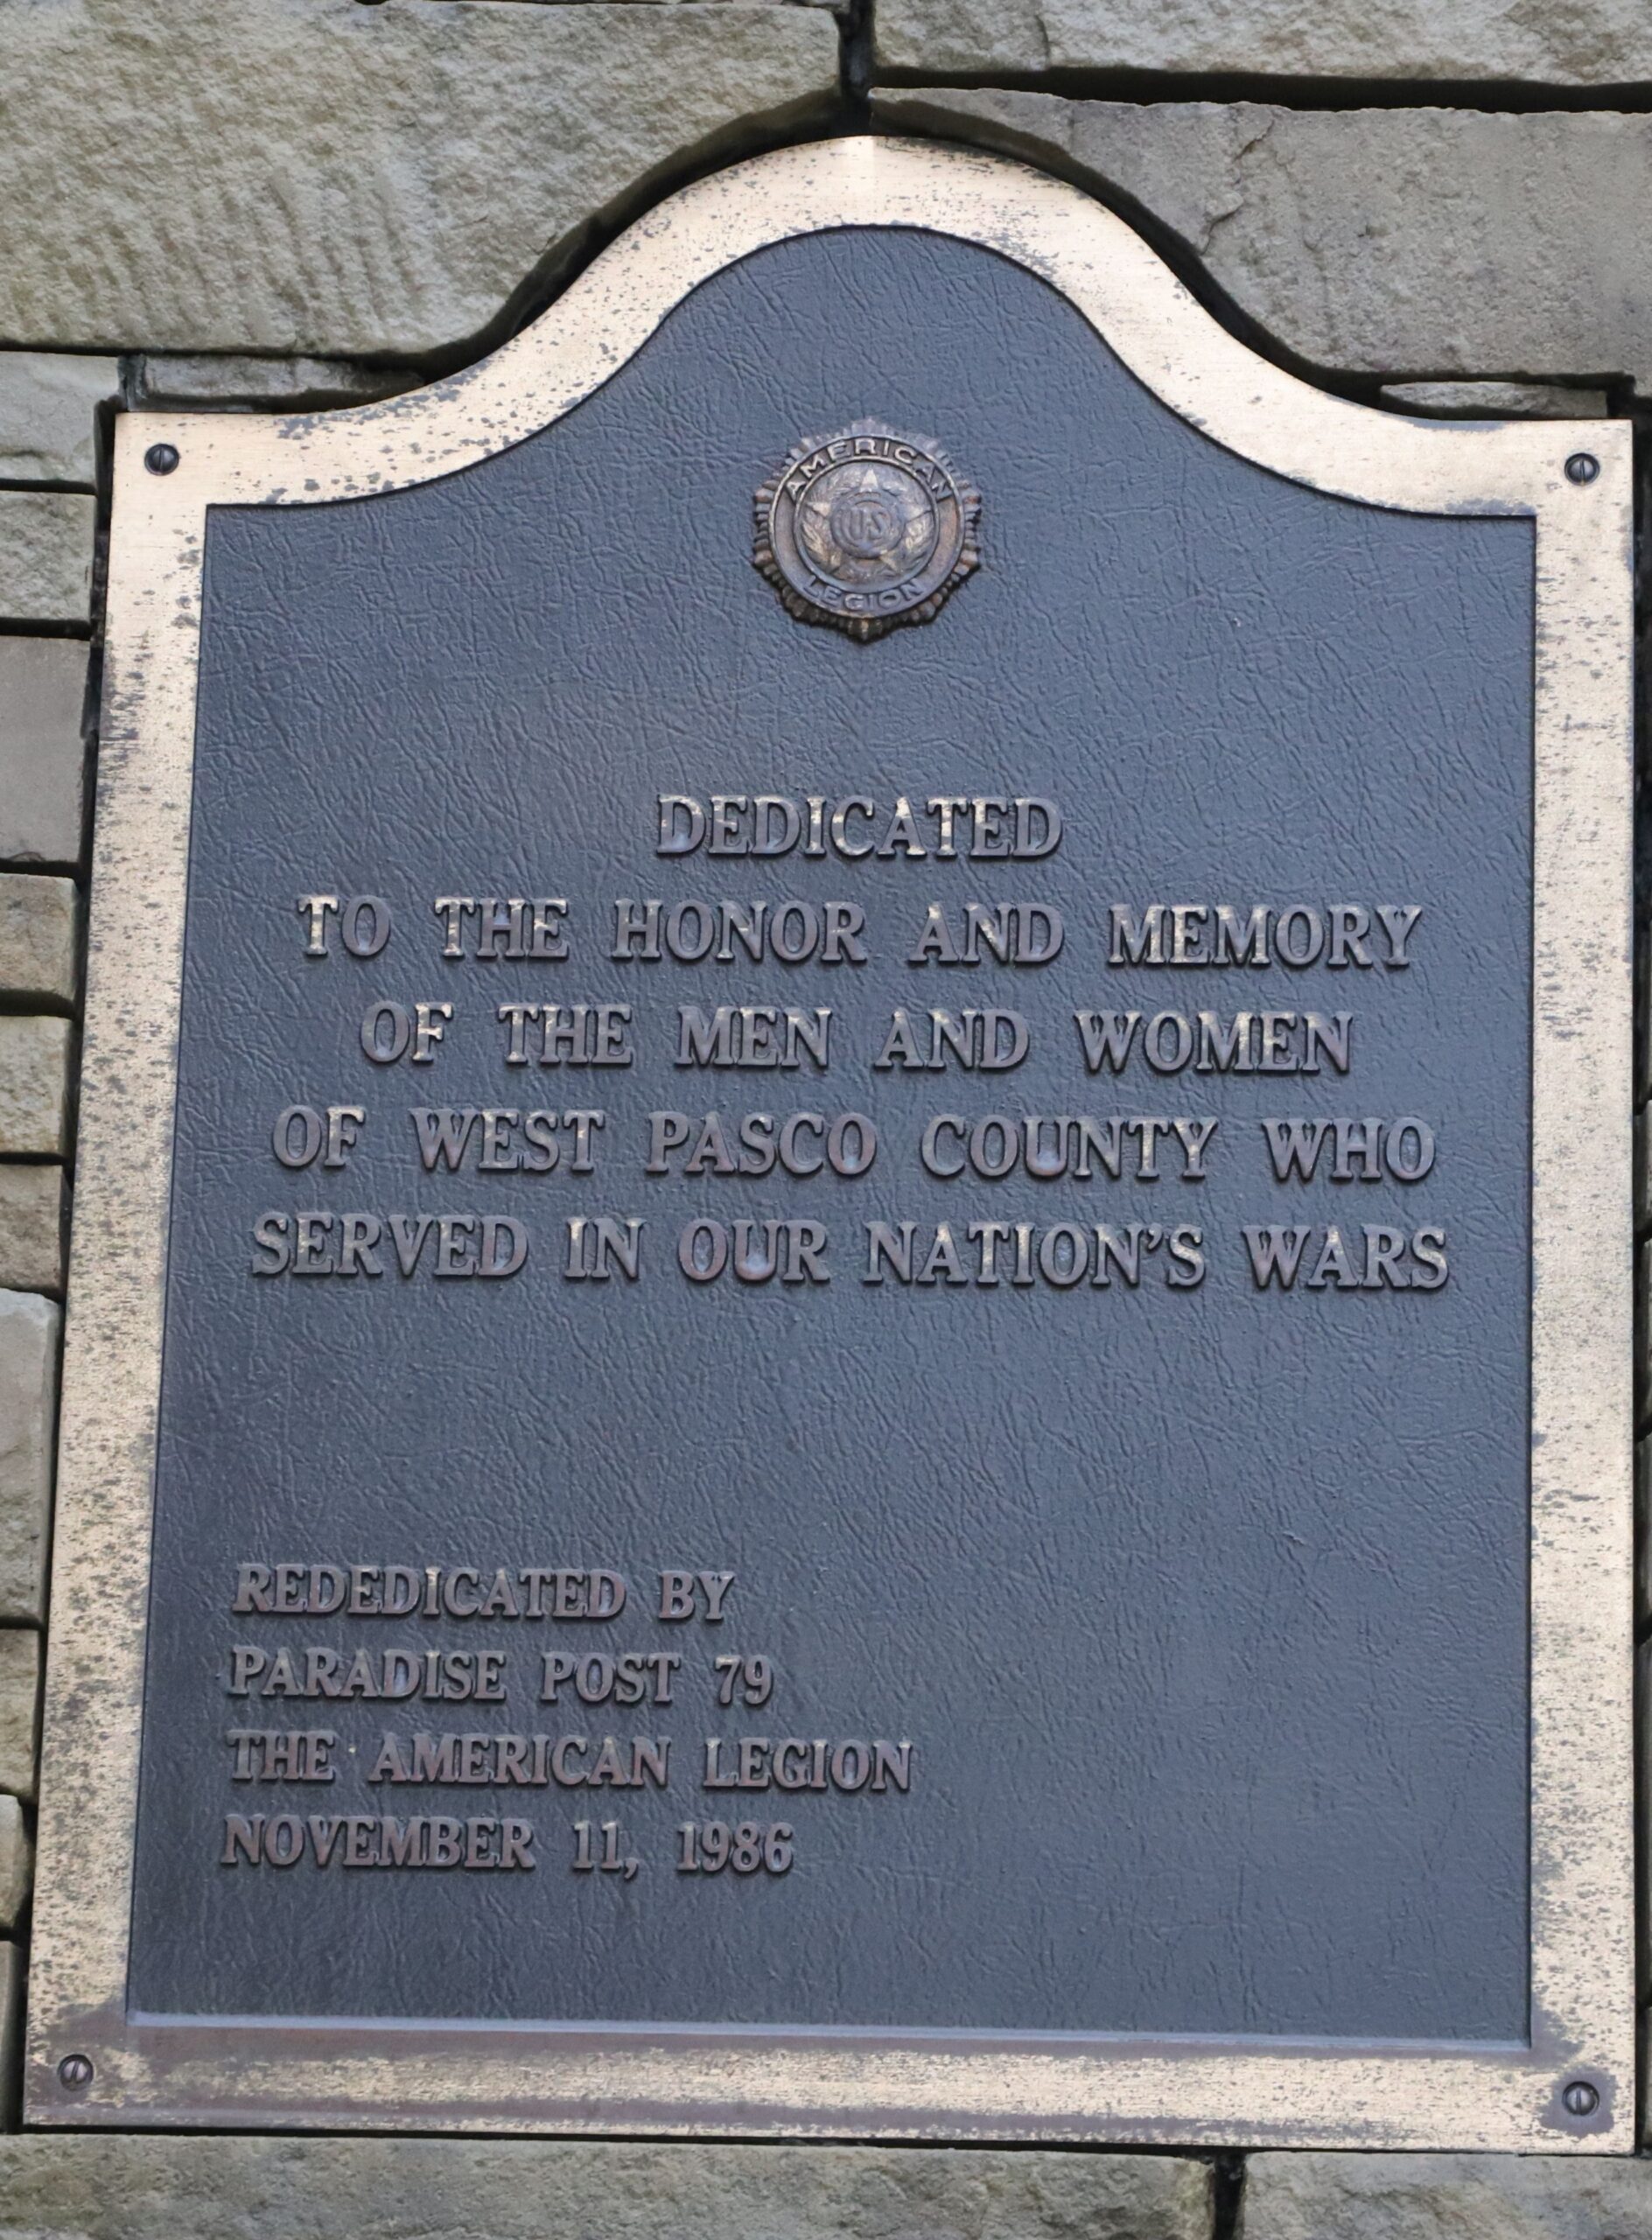 AMERICAN
US
LEGION
DEDICATED
TO THE HONOR AND MEMORY
OF THE MEN AND WOMEN
OF WEST PASCO COUNTY WHO
SERVED IN OUR NATION'S WARS
REDEDICATED BY
PARADISE POST 79
THE AMERICAN LEGION
NOVEMBER 11, 1986